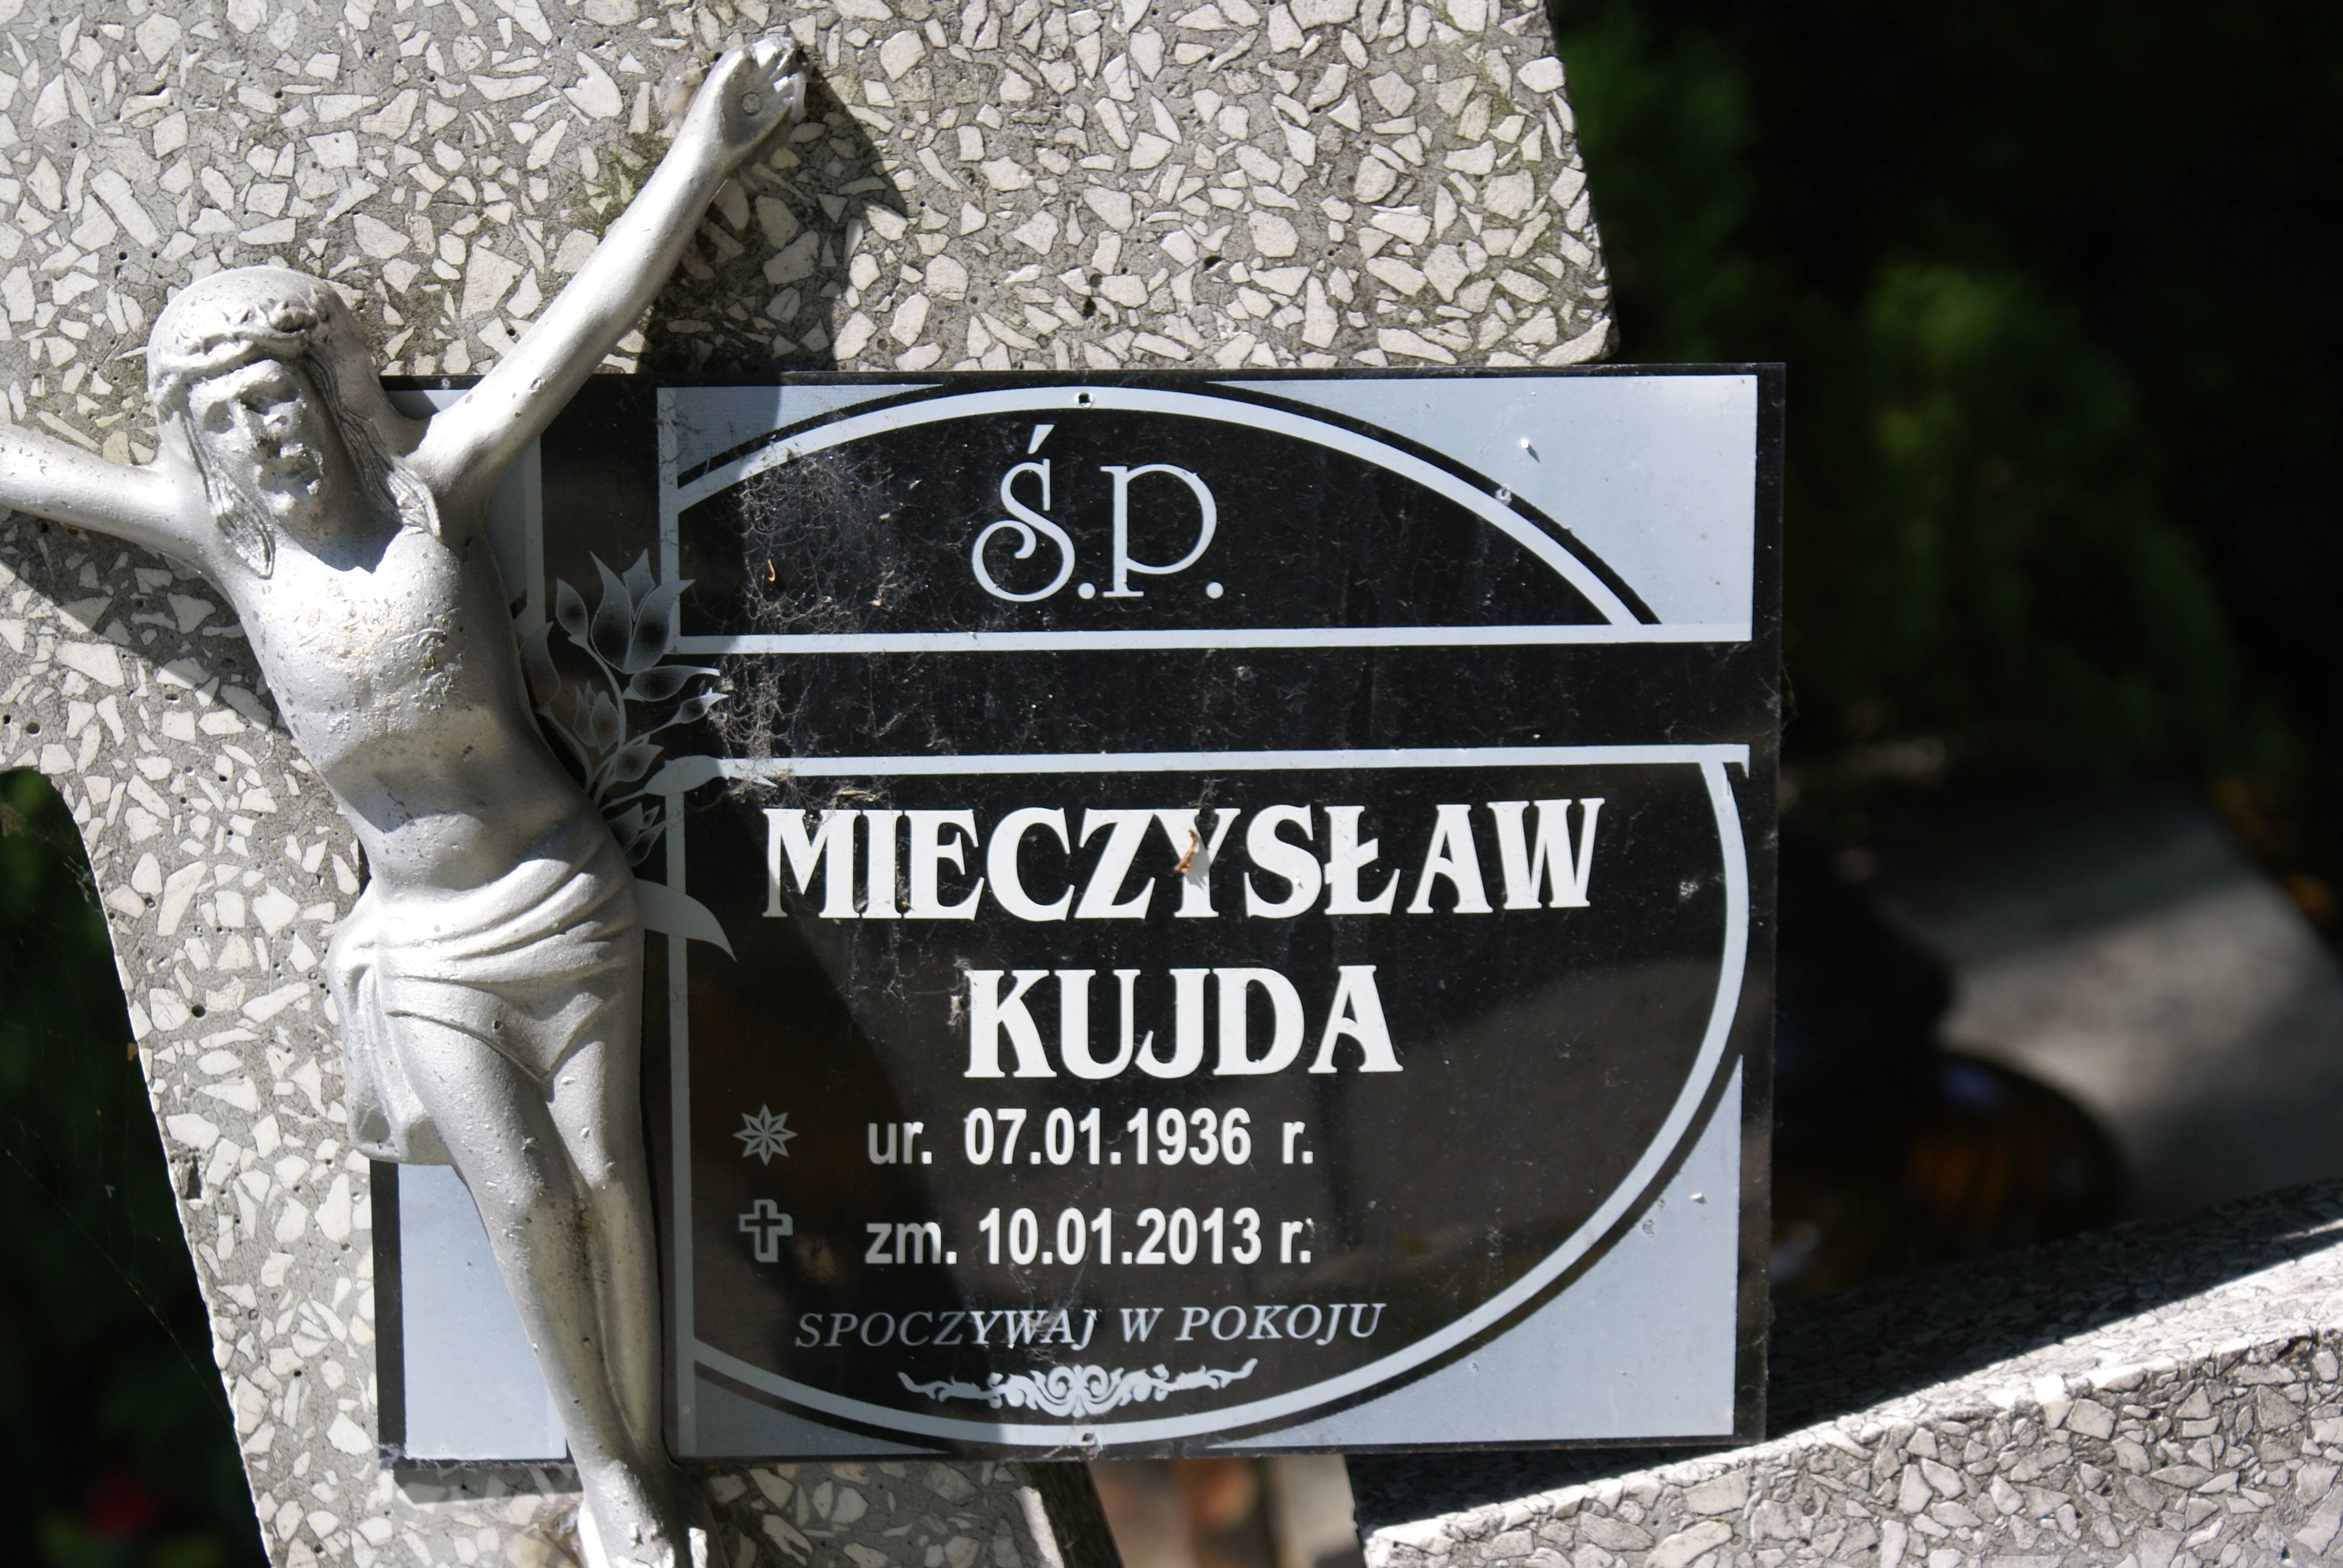 Ś.P.
MIECZYSŁAW
KUJDA
ur. 07.01.1936 r.
zm. 10.01.2013 r.
SPOCZYWAJ W POKOJU